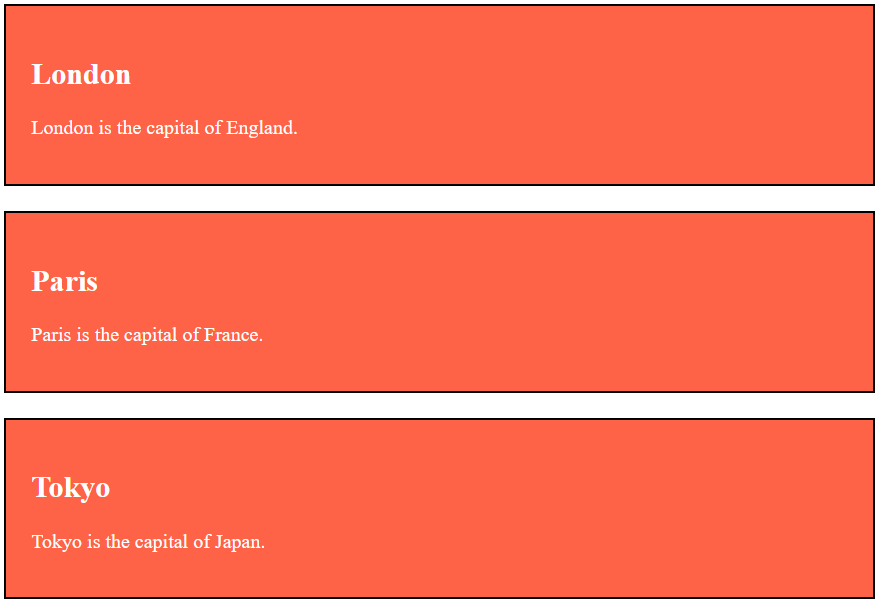 London
London is the capital of England.
Paris
Paris is the capital of France.
Tokyo
Tokyo is the capital of Japan.